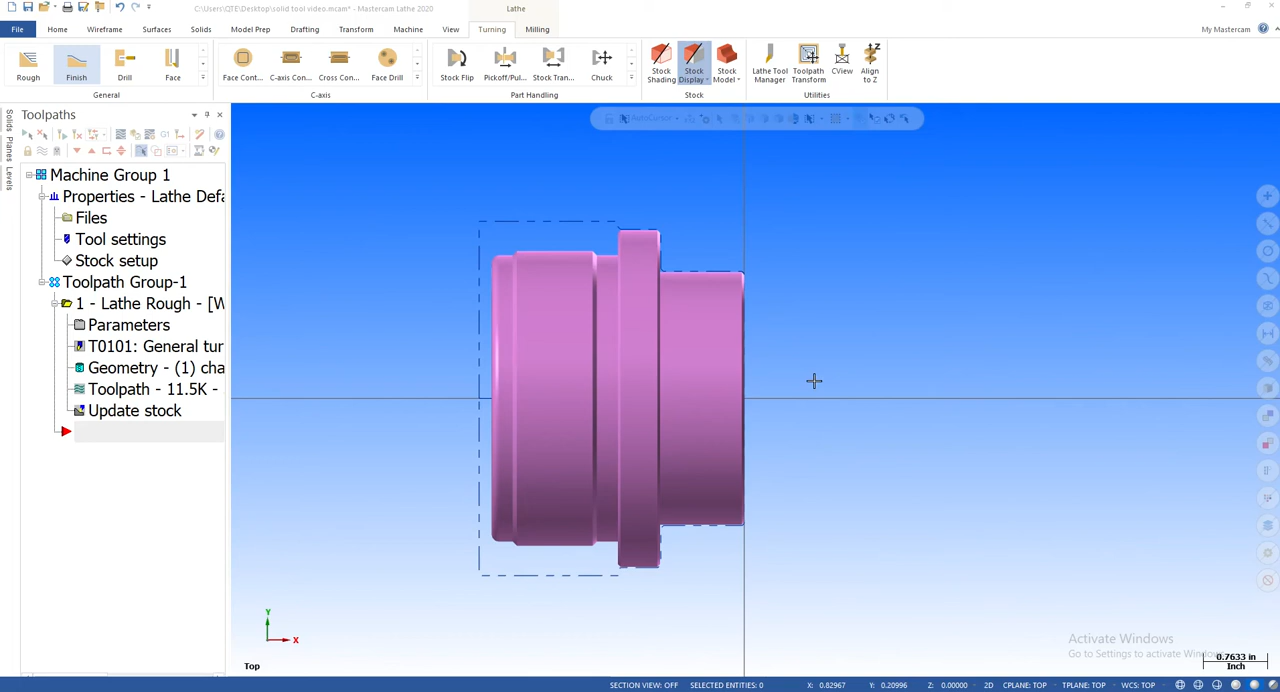 C:\Users\QTE\Desktop\solid tool video.mcam* - Mastercam Lathe 2020
Lathe
File Home Wireframe Surfaces Solids Model Prep Drafting Transform Machine View Turning Milling
My Mastercam
Rough Finish Drill Face
Face Cont... C-axis Con... Cross Con... Face Drill
Stock Flip Pickoff/Pul... Stock Tran... Chuck
Stock Shading
Stock Display
Stock Model
Lathe Tool Manager
Toolpath Transform
CView
Align to Z
General C-axis Part Handling Stock Utilities
Toolpaths
AutoCursor
G1
Solids
Planes
Levels
Machine Group 1
Properties - Lathe Defa
Files
Tool settings
Stock setup
Toolpath Group-1
1 - Lathe Rough - [W
Parameters
T0101: General tur
Geometry - (1) cha
Toolpath - 11.5K -
Update stock
Y
X
Top
Activate Windows
Go to Settings to activate Windows.
0.7633 in
Inch
SECTION VIEW: OFF SELECTED ENTITIES: 0 X: 0.82967 Y: 0.20996 Z: 0.00000 2D CPLANE: TOP TPLANE: TOP WCS: TOP